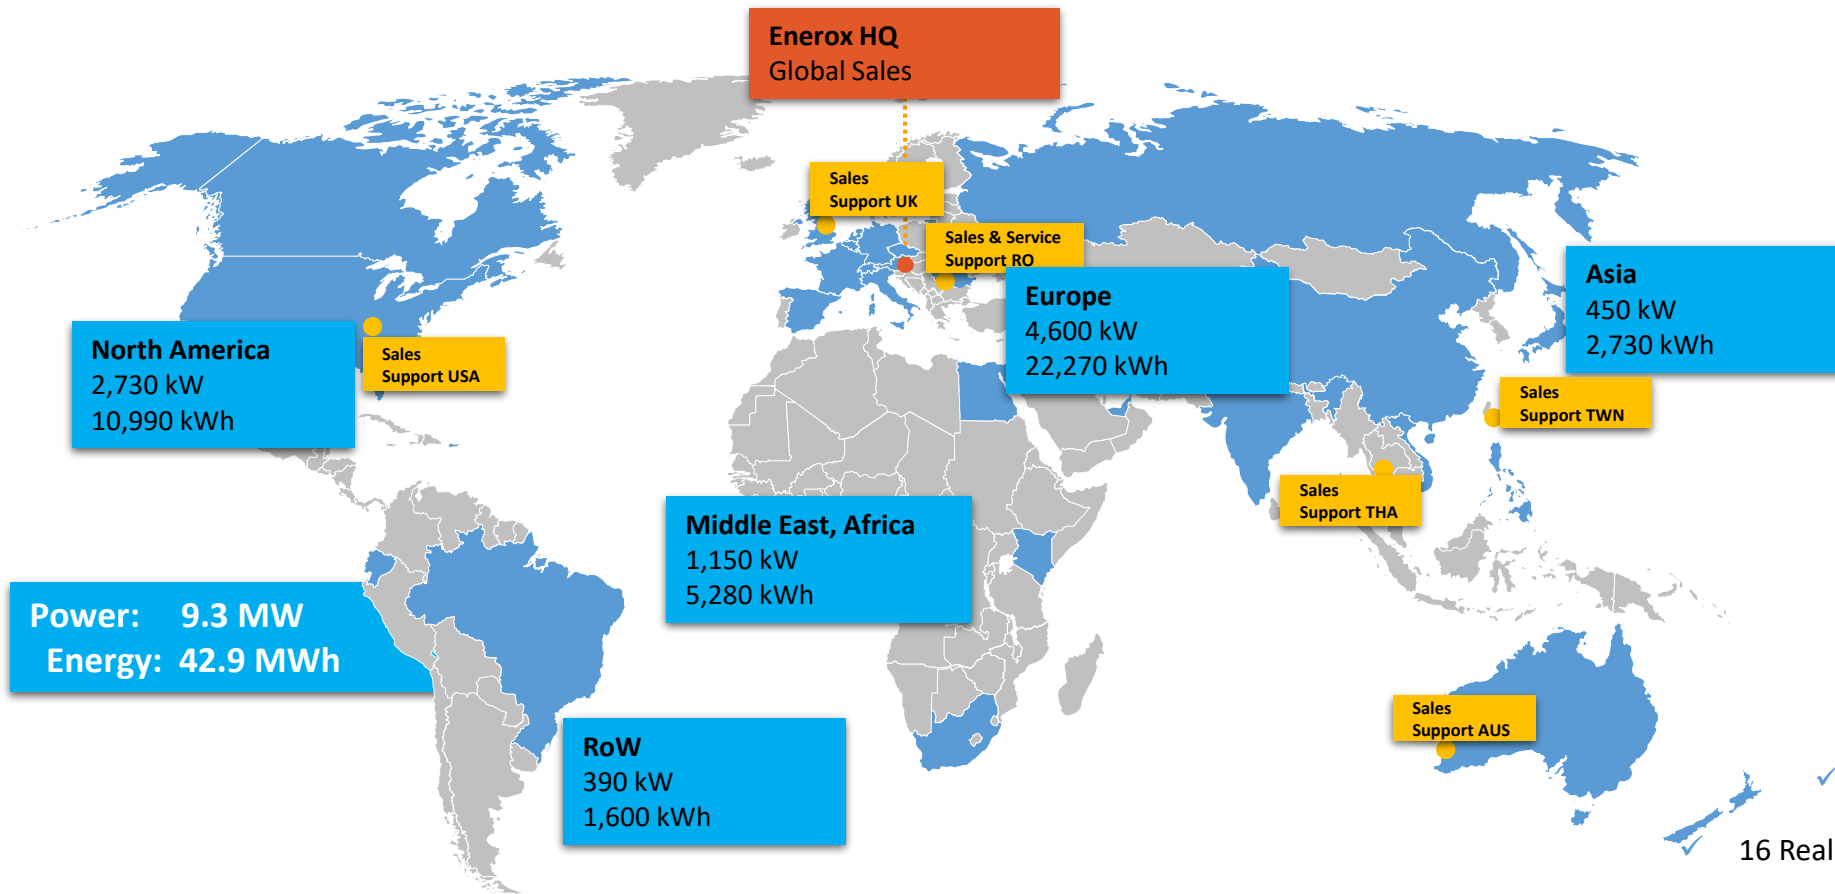 Enerox HQ
Global Sales
Sales
Support UK
Sales & Service
Support RO
Europe
4,600 kW
22,270 kWh
Asia
450 kW
2,730 kWh
North America
2,730 kW
10,990 kWh
Sales
Support USA
Sales
Support TWN
Sales
Support THA
Middle East, Africa
1,150 kW
5,280 kWh
Power: 9.3 MW
Energy: 42.9 MWh
RoW
390 kW
1,600 kWh
Sales
Support AUS
✓
✓ 16 Real